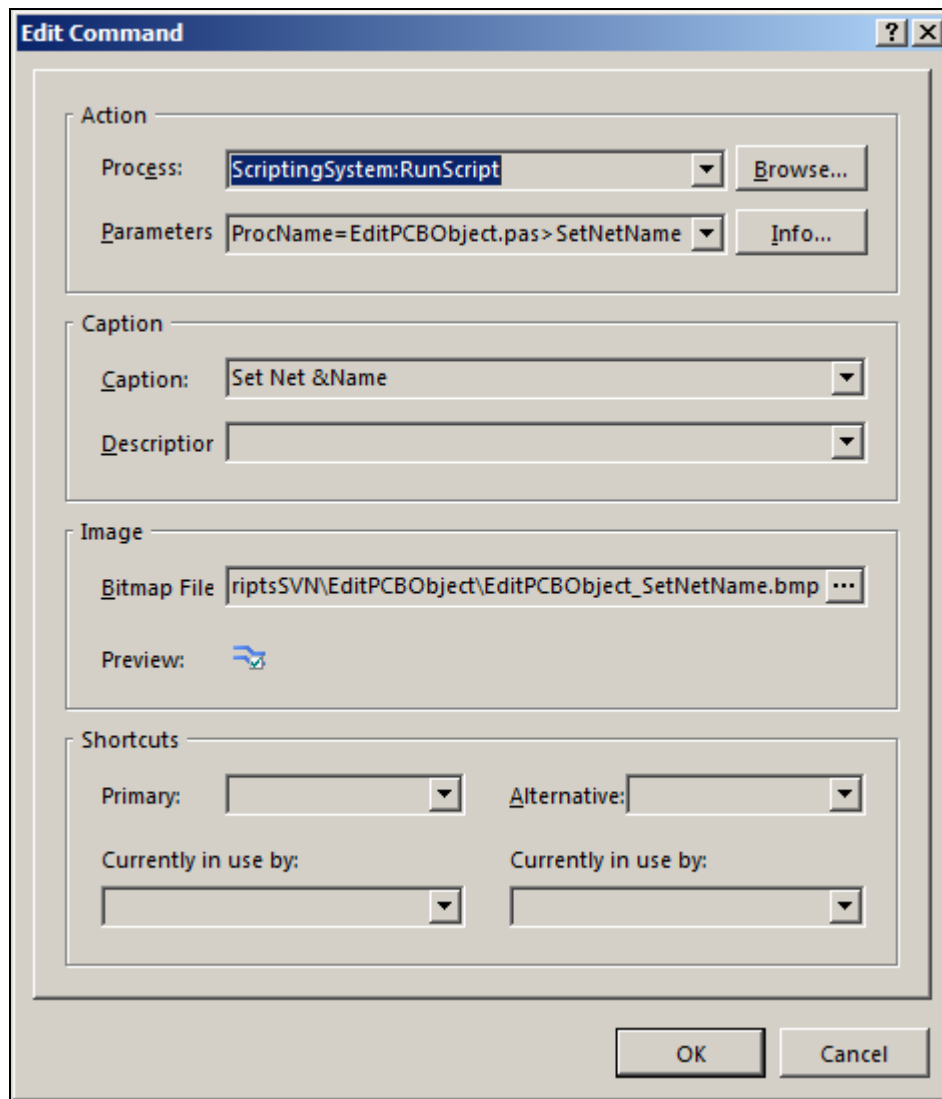 Edit Command
Action
Process: ScriptingSystem:RunScript Browse...
Parameters ProcName=EditPCBObject.pas>SetNetName Info...
Caption
Caption: Set Net &Name
Descriptior
Image
Bitmap File riptsSVN\EditPCBObject\EditPCBObject_SetNetName.bmp ...
Preview:
Shortcuts
Primary: Alternative:
Currently in use by: Currently in use by:
OK Cancel